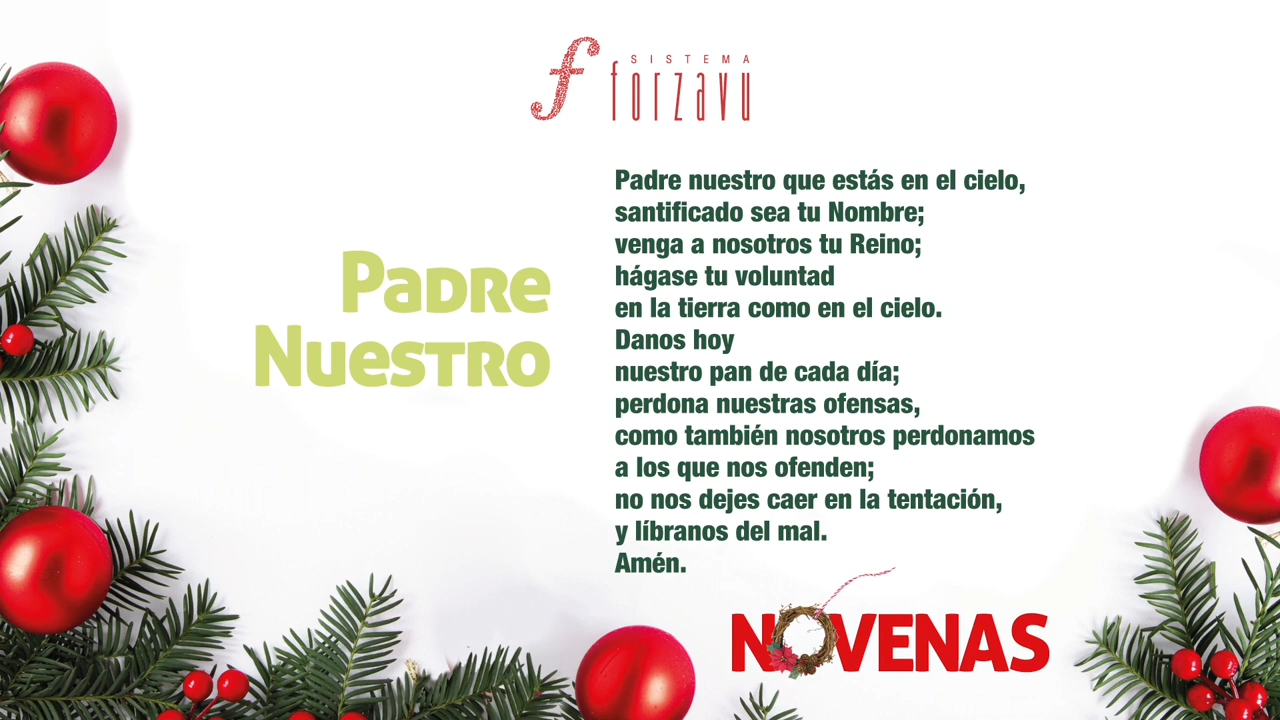 SISTEMA
forzavu
Padre
Nuestro
Padre nuestro que estás en el cielo,
santificado sea tu Nombre;
venga a nosotros tu Reino;
hágase tu voluntad
en la tierra como en el cielo.
Danos hoy
nuestro pan de cada día;
perdona nuestras ofensas,
como también nosotros perdonamos
a los que nos ofenden;
no nos dejes caer en la tentación,
y líbranos del mal.
Amén.
NOVENAS